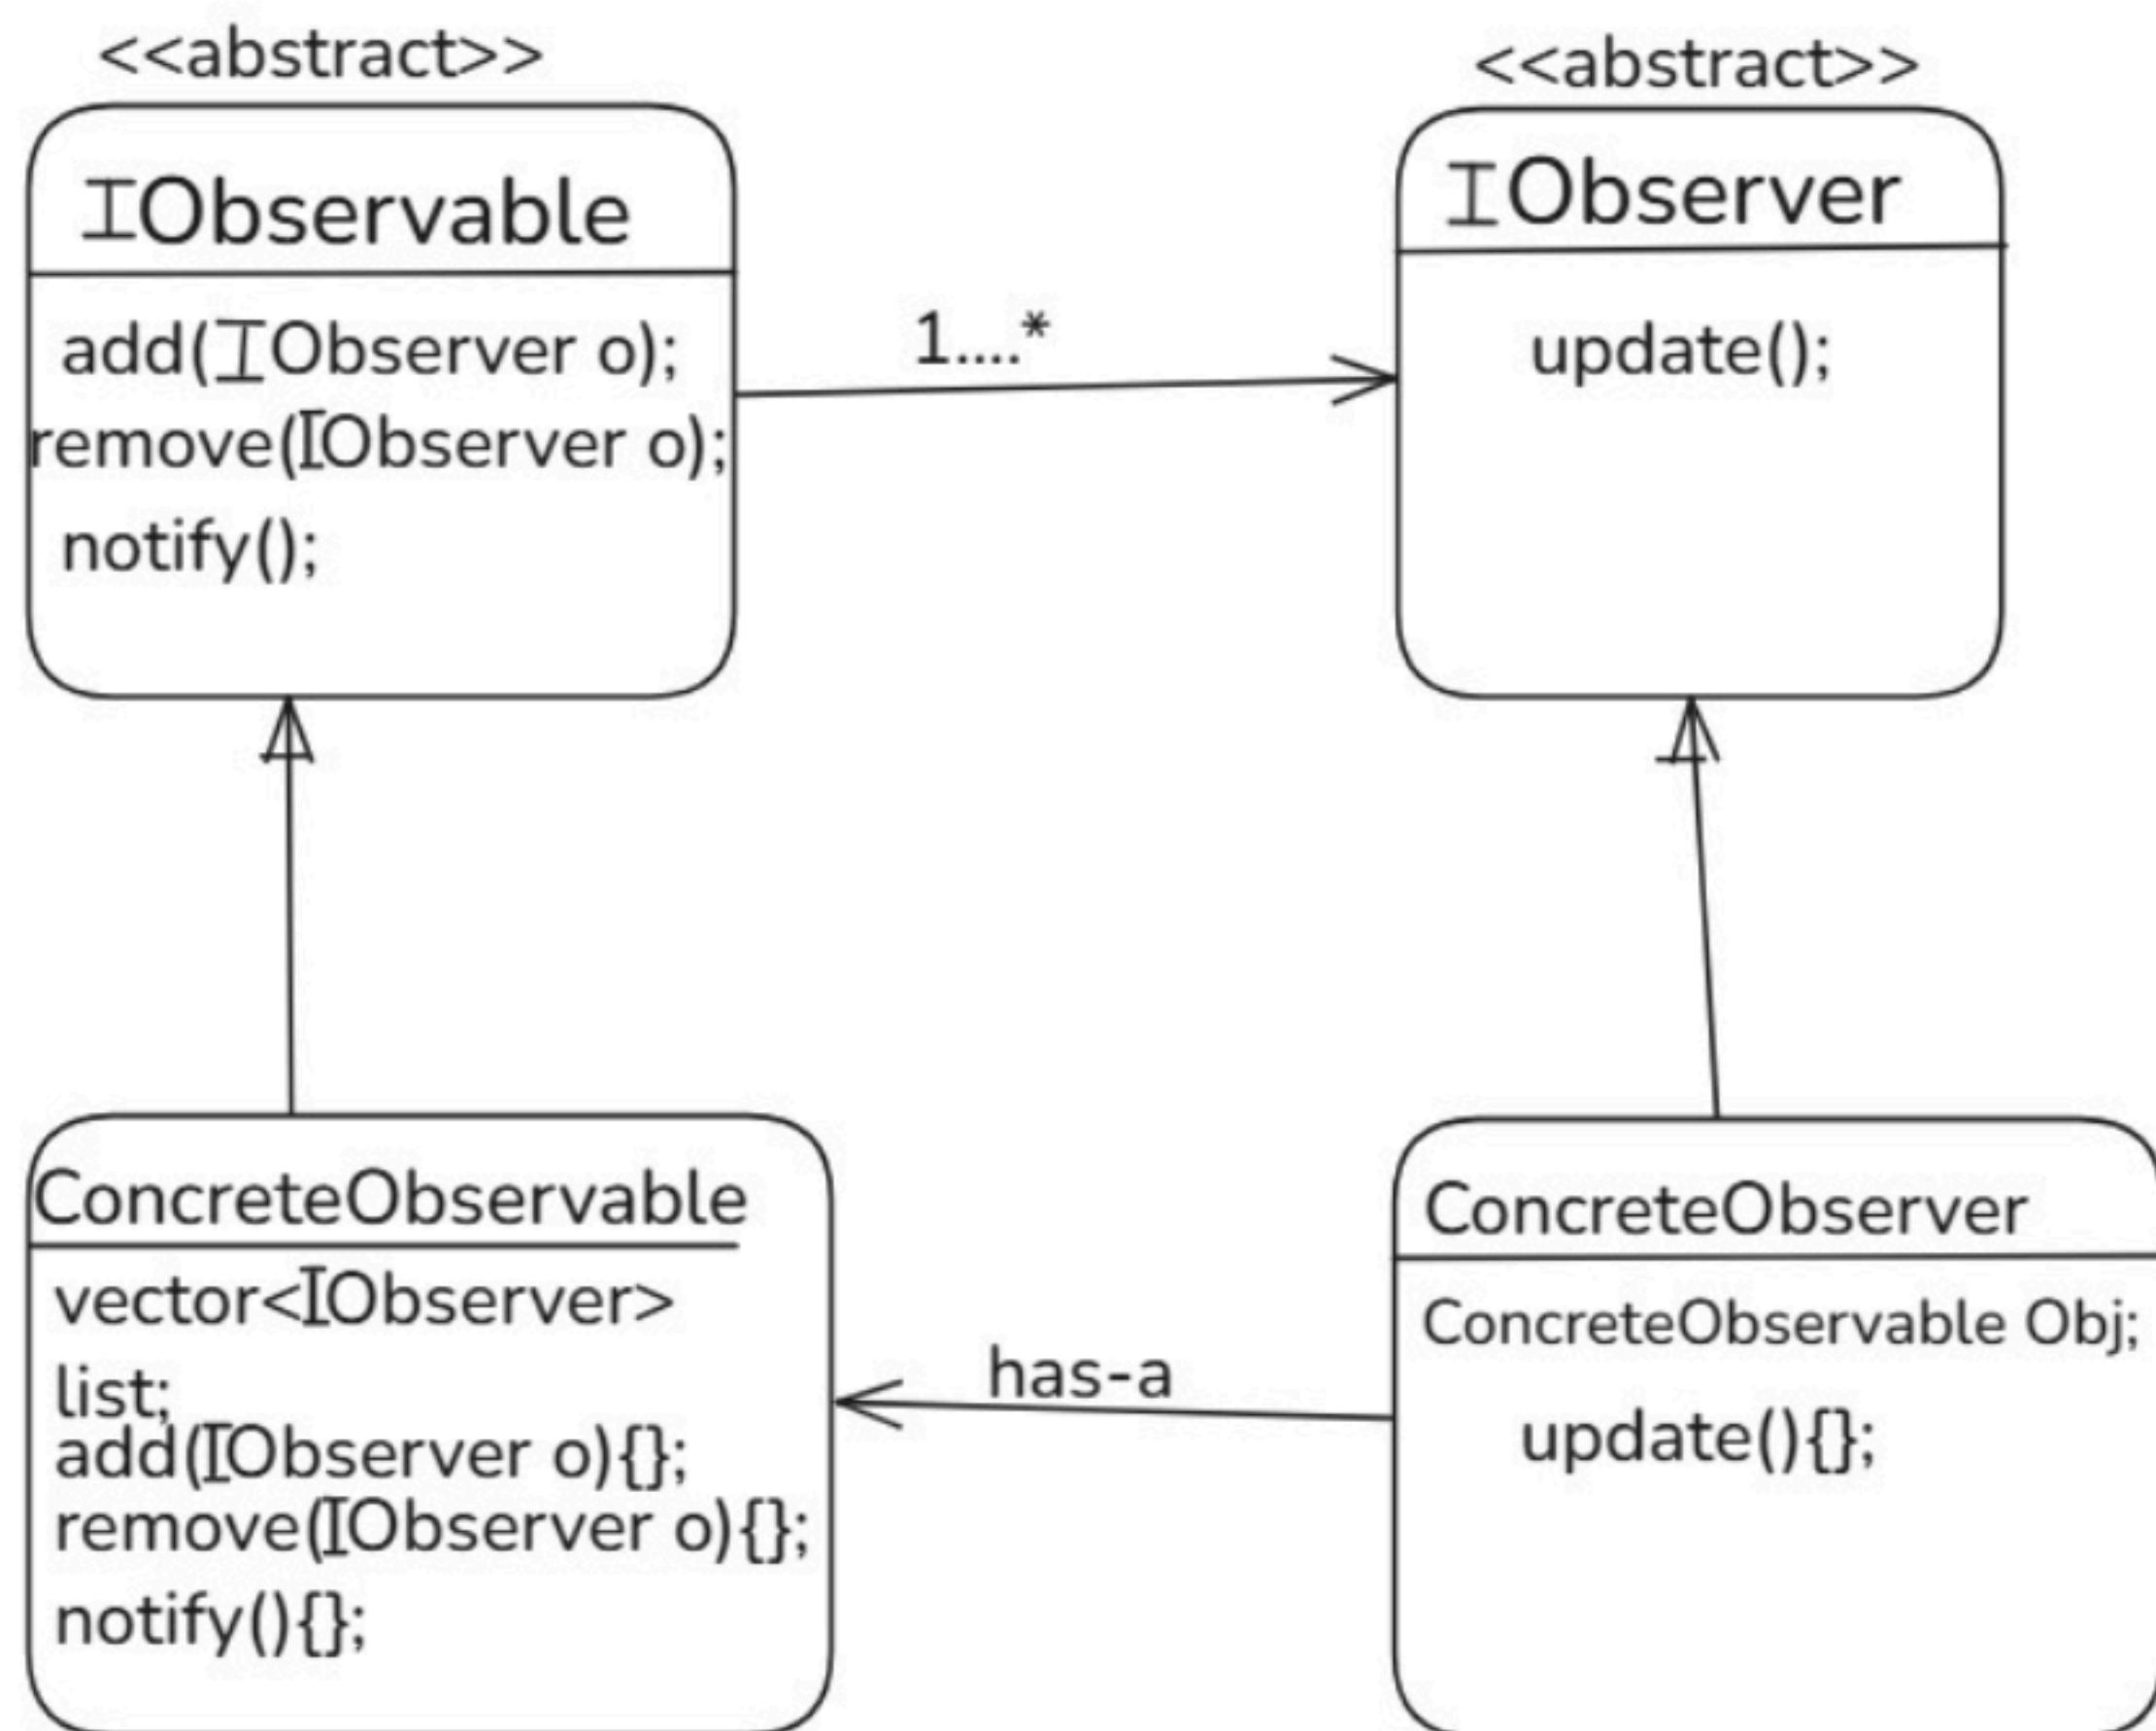 <<abstract>>
IObservable
add(IObserver o);
remove(IObserver o);
notify();
1....*
<<abstract>>
IObserver
update();
ConcreteObservable
vector<IObserver>
list;
add(IObserver o){};
remove(IObserver o){};
notify(){};
has-a
ConcreteObserver
ConcreteObservable Obj;
update(){};